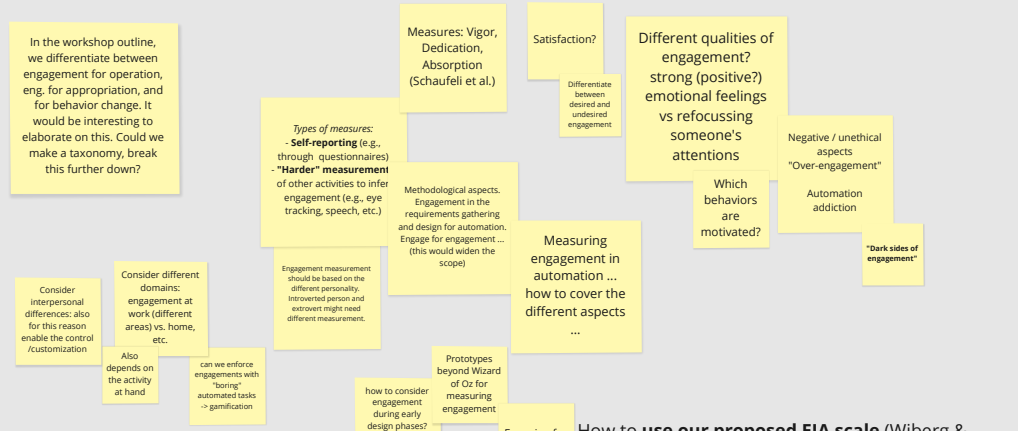 In the workshop outline,
we differentiate between
engagement for operation,
eng. for appropriation, and
for behavior change. It
would be interesting to
elaborate on this. Could we
make a taxonomy, break
this further down?
Measures: Vigor,
Dedication,
Absorption
(Schaufeli et al.)
Satisfaction?
Differentiate
between
desired and
undesired
engagement
Different qualities of
engagement?
strong (positive?)
emotional feelings
vs refocussing
someone's
attentions
Negative / unethical
aspects
"Over-engagement"
Automation
addiction
Which
behaviors
are
motivated?
"Dark sides of
engagement"
Types of measures:
- Self-reporting (e.g.,
through questionnaires)
- "Harder" measurement
of other activities to infer
engagement (e.g., eye
tracking, speech, etc.)
Methodological aspects.
Engagement in the
requirements gathering
and design for automation.
Engage for engagement ...
(this would widen the
scope)
Measuring
engagement in
automation ...
how to cover the
different aspects
...
Engagement measurement
should be based on the
different personality.
Introverted person and
extrovert might need
different measurement.
Consider
interpersonal
differences: also
for this reason
enable the control
/customization
Consider different
domains:
engagement at
work (different
areas) vs. home,
etc.
Also
depends on
the activity
at hand
can we enforce
engagements with
"boring"
automated tasks
-> gamification
how to consider
engagement
during early
design phases?
Prototypes
beyond Wizard
of Oz for
measuring
engagement
How to use our proposed EIA scale (Wiberg &